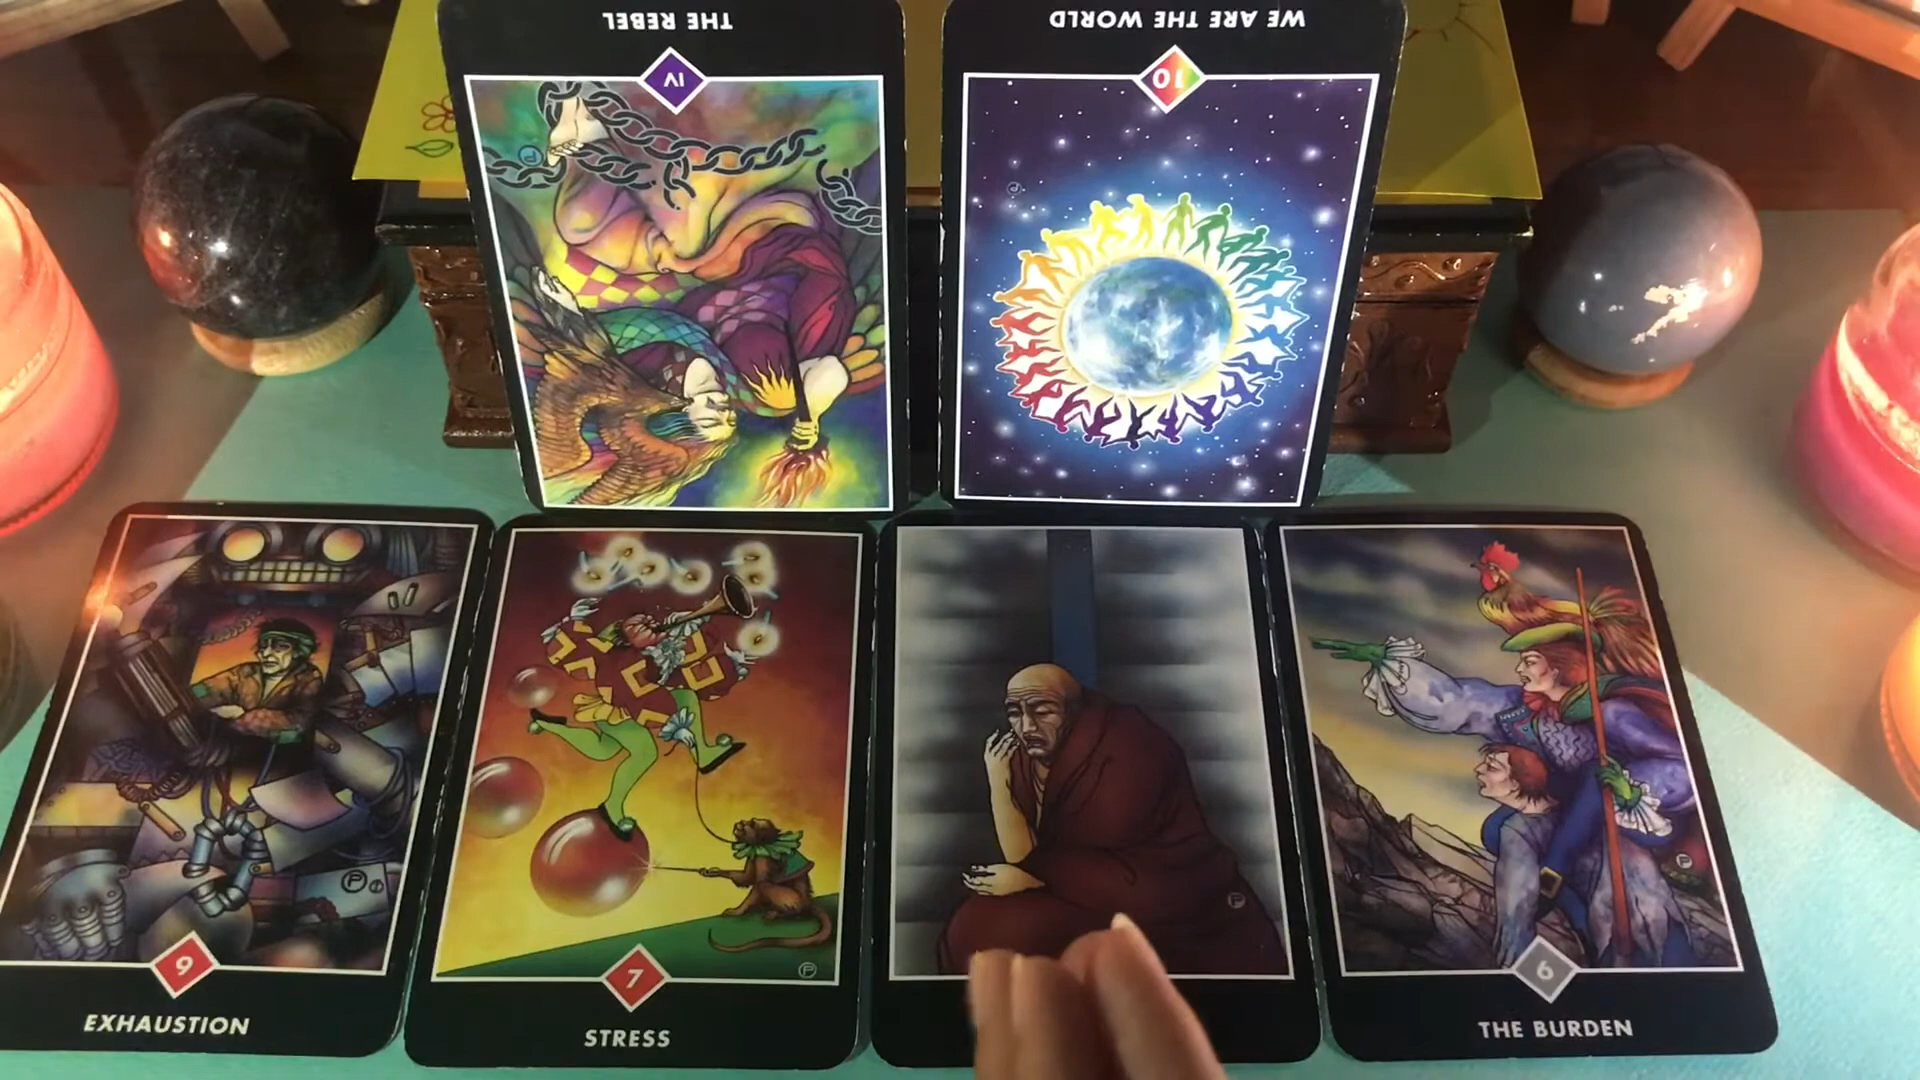 THE REBEL
IV
WE ARE THE WORLD
10
9
EXHAUSTION
7
STRESS
6
THE BURDEN